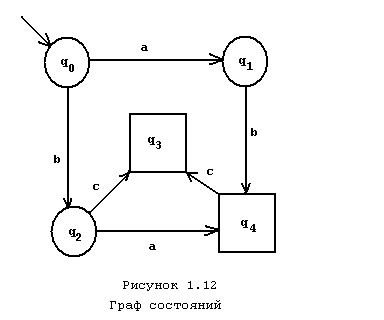 a
q0
q1
b
b
q3
c
c
q2
q4
a
Рисунок 1.12
Граф состояний